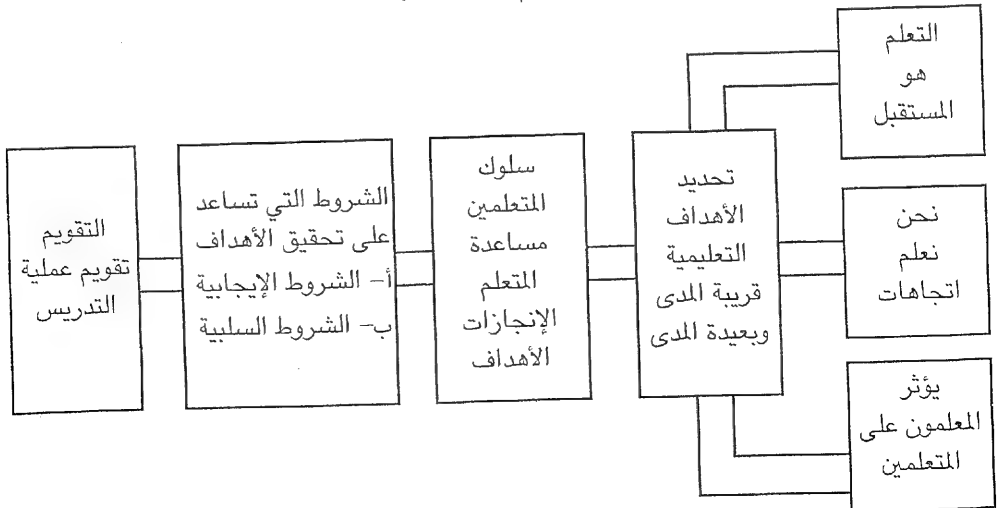 التعلم
هو
المستقبل
نحن
نعلم
اتجاهات
يؤثر
المعلمون على
المتعلمين
تحديد
الأهداف
التعليمية
قريبة المدى
وبعيدة المدى
سلوك
المتعلمين
مساعدة
المتعلم
الإنجازات
الأهداف
الشروط التي تساعد
على تحقيق الأهداف
أ- الشروط الإيجابية
ب- الشروط السلبية
التقويم
تقويم عملية
التدريس